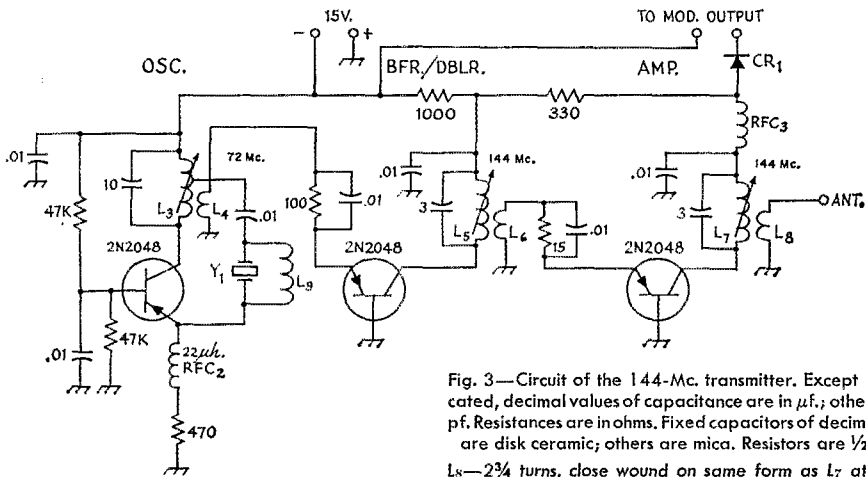 15V.
TO MOD. OUTPUT
- +
OSC.
BFR./DBLR.
AMP.
CR1
1000
330
RFC3
.01
72 Mc.
144 Mc.
144 Mc.
10
.01
.01
47K
L3
L4
100
.01
3
L5
L6
3
L7
L8
ANT.
.01
15
.01
2N2048
Y1
L9
2N2048
2N2048
.01
47K
22μh.
RFC2
470
Fig. 3—Circuit of the 144-Mc. transmitter. Except
cated, decimal values of capacitance are in μf.; othe
pf. Resistances are in ohms. Fixed capacitors of decim
are disk ceramic; others are mica. Resistors are ½
L8—2¾ turns, close wound on same form as L7 at